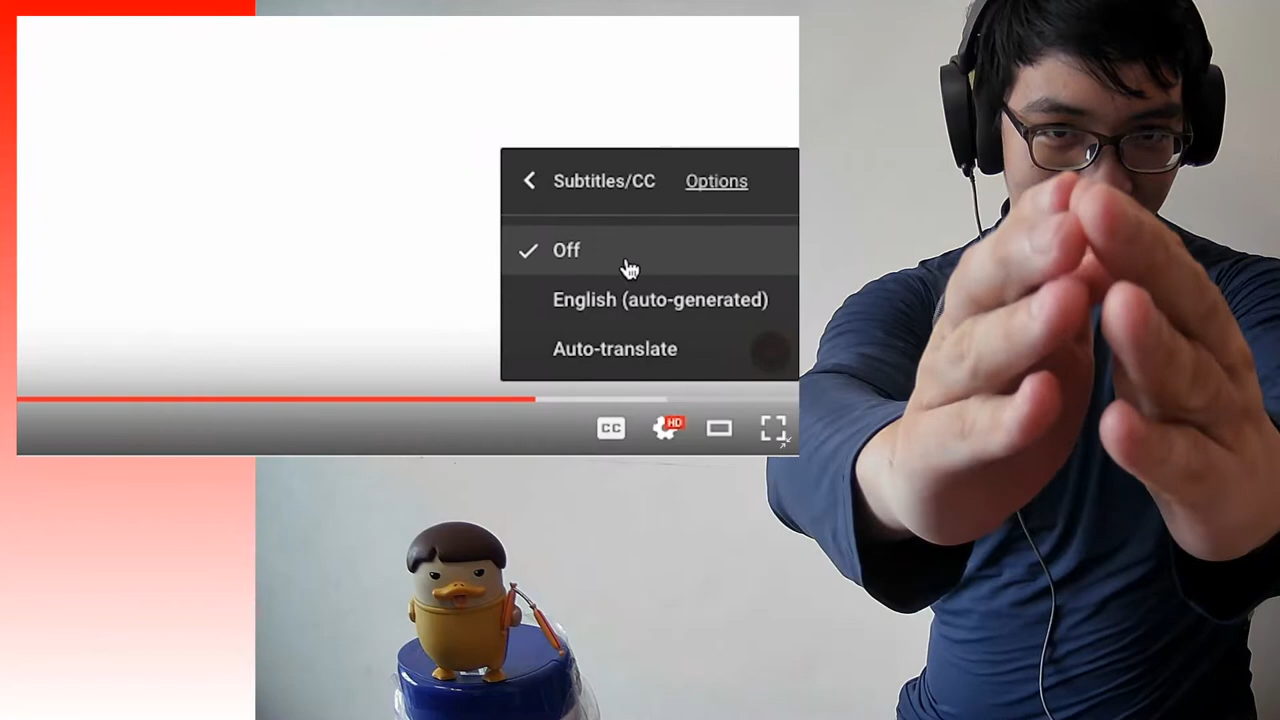 Subtitles/CC Options
Off
English (auto-generated)
Auto-translate
CC HD